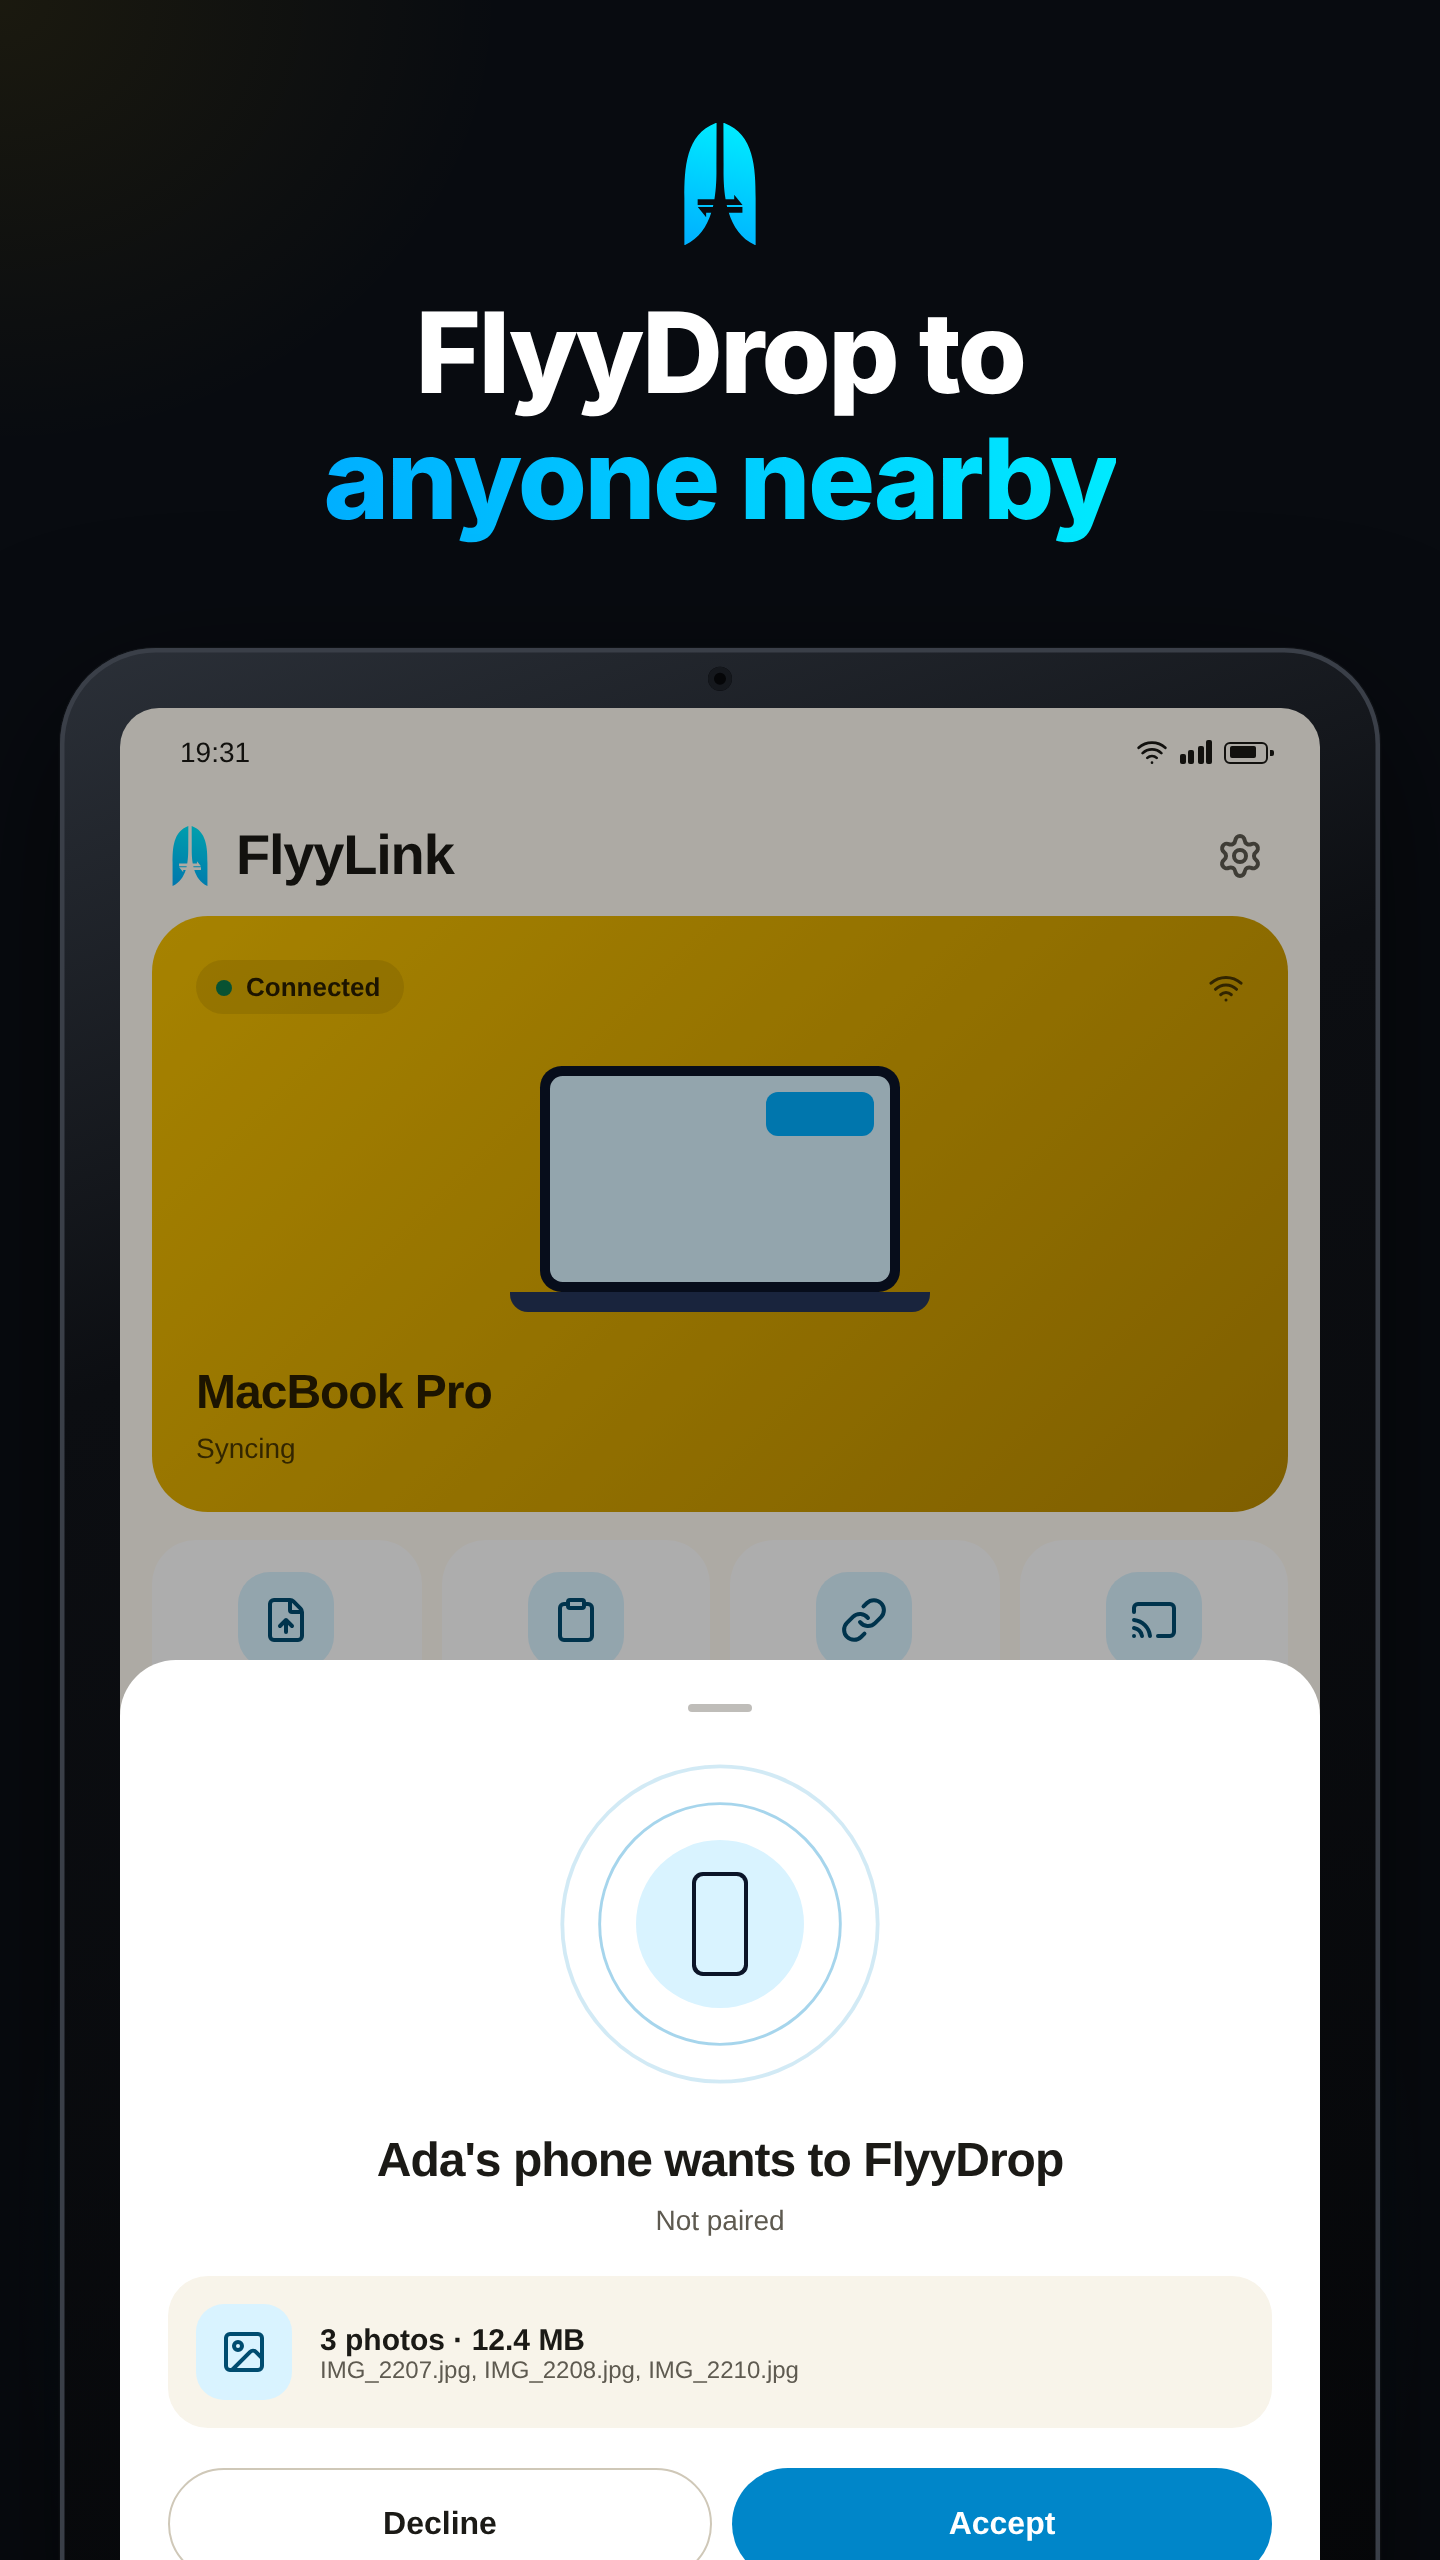 FlyyDrop to
anyone nearby
19:31
FlyyLink
Connected
MacBook Pro
Syncing
Ada's phone wants to FlyyDrop
Not paired
3 photos · 12.4 MB
IMG_2207.jpg, IMG_2208.jpg, IMG_2210.jpg
Decline
Accept